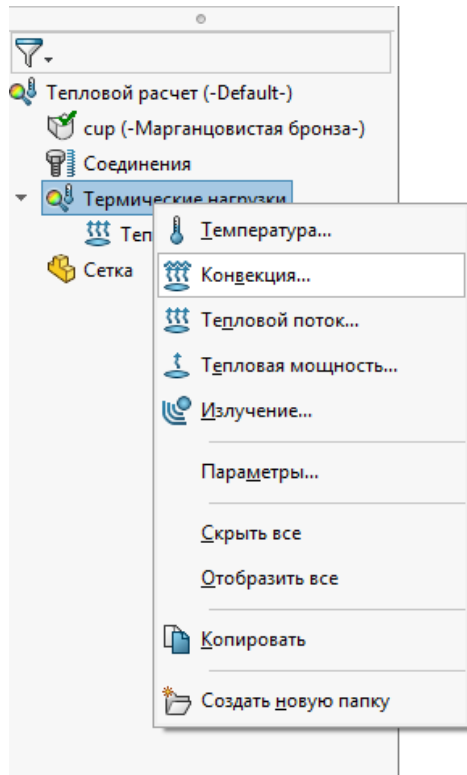 Тепловой расчет (-Default-)
cup (-Марганцовистая бронза-)
Соединения
Термические нагрузки
Теп
Сетка
Температура...
Конвекция...
Тепловой поток...
Тепловая мощность...
Излучение...
Параметры...
Скрыть все
Отобразить все
Копировать
Создать новую папку